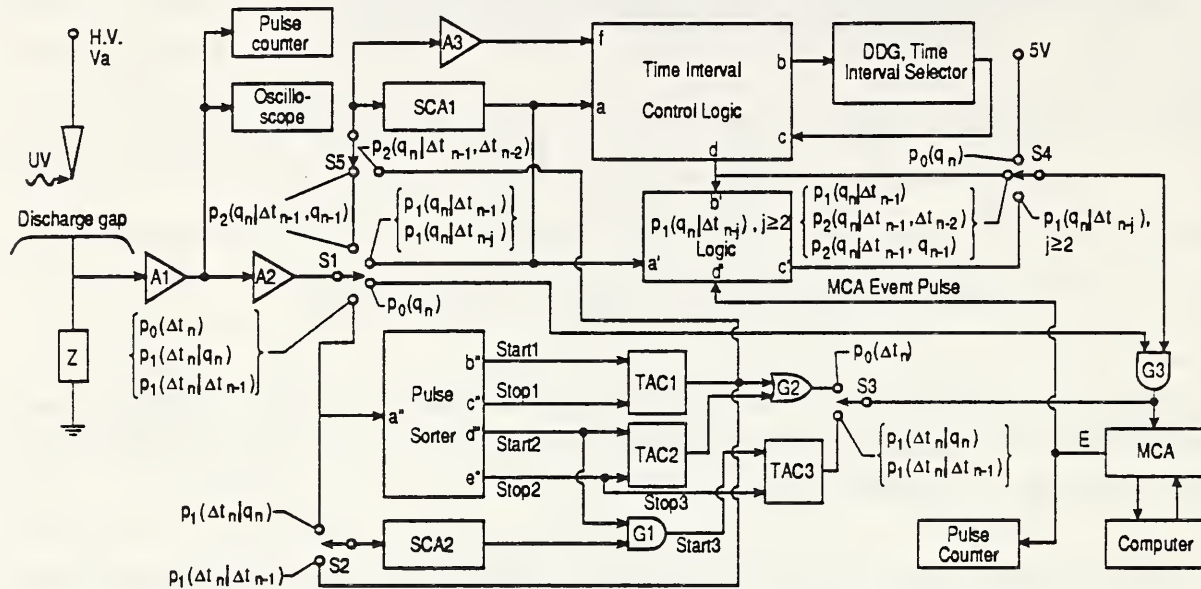 H.V.
Va
UV
Discharge gap
Z
A1
A2
Pulse
counter
Oscillo-
scope
A3
SCA1
S5
p2(qn|Δtn-1, Δtn-2)
p2(qn|Δtn-1, qn-1)
S1
{p1(qn|Δtn-1)
p1(qn|Δtn-j)}
p0(qn)
{p0(Δtn)
p1(Δtn|qn)
p1(Δtn|Δtn-1)}
f
a
b
c
d
Time Interval
Control Logic
DDG, Time
Interval Selector
5V
p0(qn)
S4
b'
p1(qn|Δtn-j), j≥2
Logic
a'
d'
c'
{p1(qn|Δtn-1)
p2(qn|Δtn-1, Δtn-2)
p2(qn|Δtn-1, qn-1)}
p1(qn|Δtn-j),
j≥2
MCA Event Pulse
Pulse
Sorter
a"
b"
c"
d"
e"
Start1
Stop1
Start2
Stop2
TAC1
TAC2
TAC3
G2
p0(Δtn)
S3
{p1(Δtn|qn)
p1(Δtn|Δtn-1)}
G3
E
MCA
Stop3
Start3
G1
p1(Δtn|qn)
S2
SCA2
p1(Δtn|Δtn-1)
Pulse
Counter
Computer